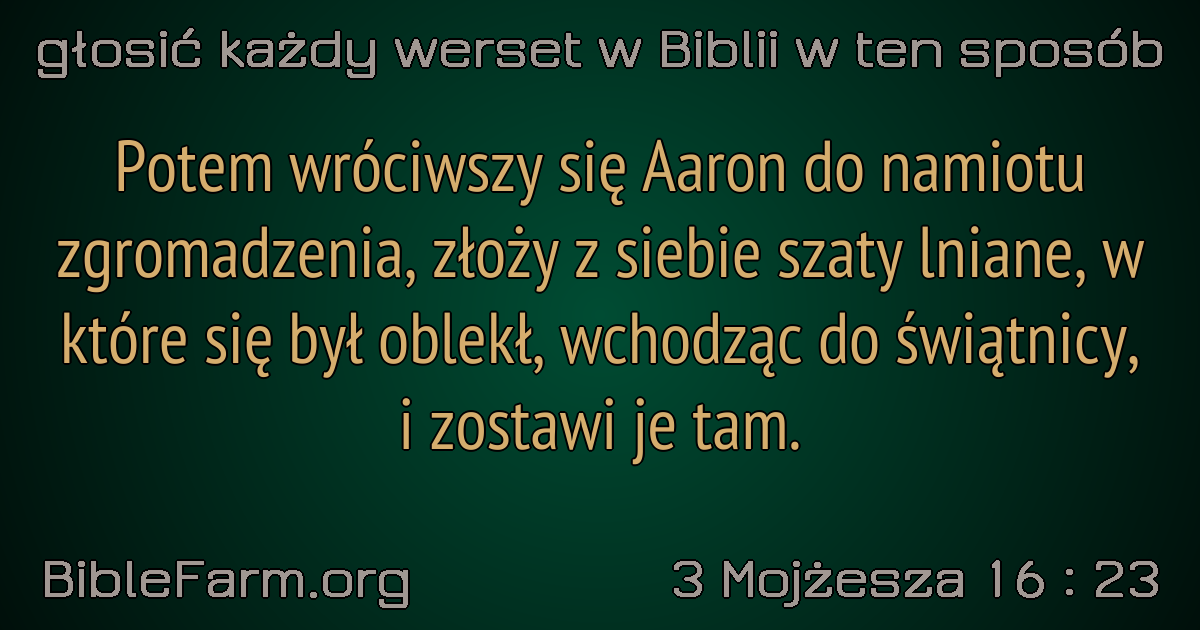 głosić każdy werset w Biblii w ten sposób
Potem wróciwszy się Aaron do namiotu
zgromadzenia, złoży z siebie szaty lniane, w
które się był oblekł, wchodząc do świątnicy,
i zostawi je tam.
BibleFarm.org
3 Mojżesza 16 : 23